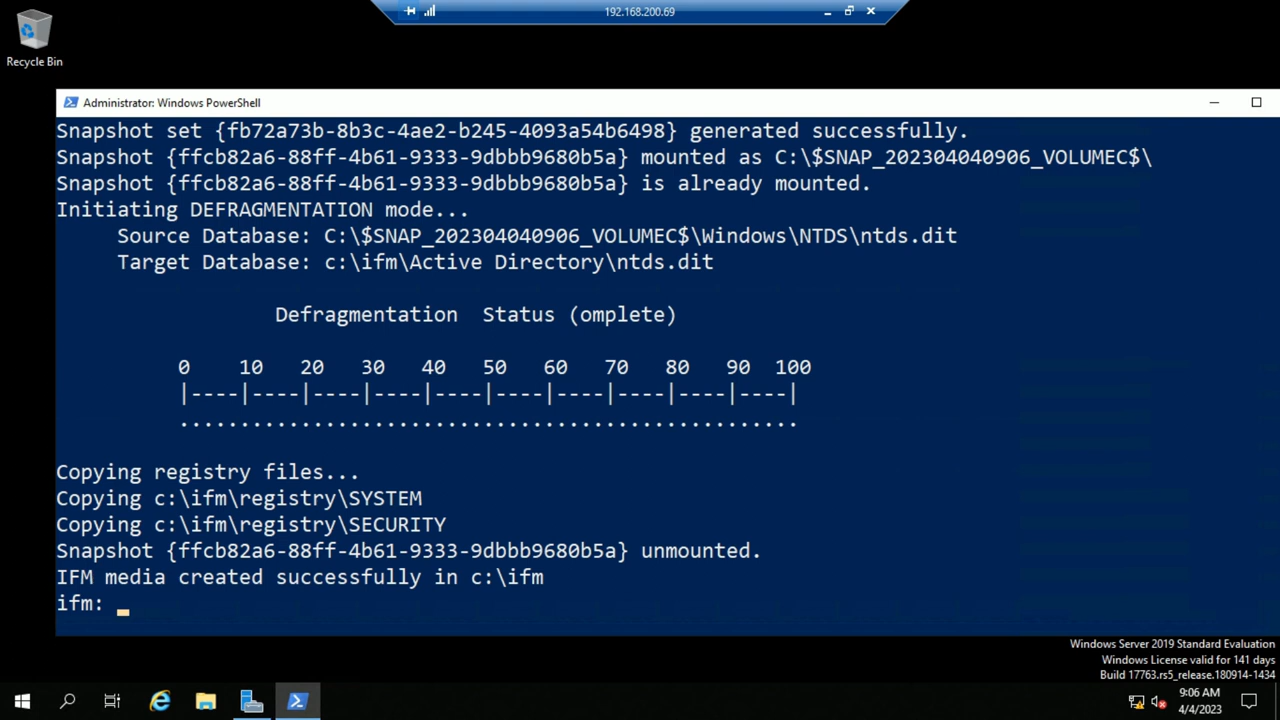 192.168.200.69
Recycle Bin
Administrator: Windows PowerShell
Snapshot set {fb72a73b-8b3c-4ae2-b245-4093a54b6498} generated successfully.
Snapshot {ffcb82a6-88ff-4b61-9333-9dbbb9680b5a} mounted as C:\$SNAP_202304040906_VOLUMEC$\
Snapshot {ffcb82a6-88ff-4b61-9333-9dbbb9680b5a} is already mounted.
Initiating DEFRAGMENTATION mode...
Source Database: C:\$SNAP_202304040906_VOLUMEC$\Windows\NTDS\ntds.dit
Target Database: c:\ifm\Active Directory\ntds.dit
Defragmentation  Status (omplete)
0    10   20   30   40   50   60   70   80   90  100
|----|----|----|----|----|----|----|----|----|----|
...................................................
Copying registry files...
Copying c:\ifm\registry\SYSTEM
Copying c:\ifm\registry\SECURITY
Snapshot {ffcb82a6-88ff-4b61-9333-9dbbb9680b5a} unmounted.
IFM media created successfully in c:\ifm
ifm:
Windows Server 2019 Standard Evaluation
Windows License valid for 141 days
Build 17763.rs5_release.180914-1434
9:06 AM
4/4/2023